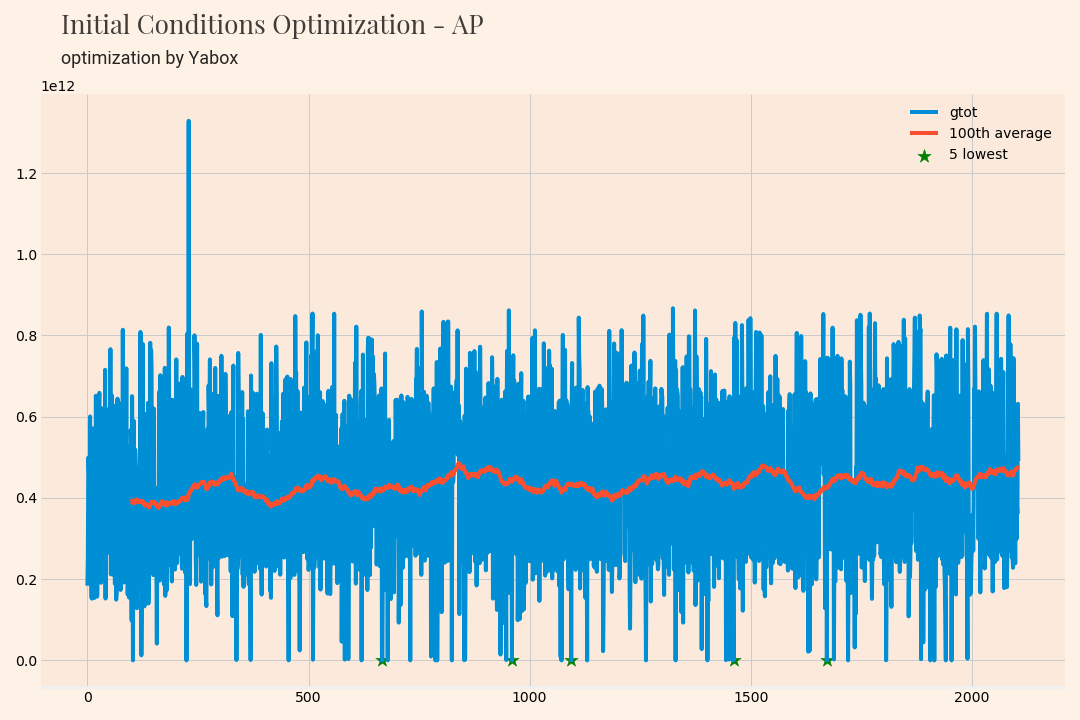 Initial Conditions Optimization - AP
optimization by Yabox
1e12
gtot
100th average
5 lowest
1.2
1.0
0.8
0.6
0.4
0.2
0.0
0
500
1000
1500
2000